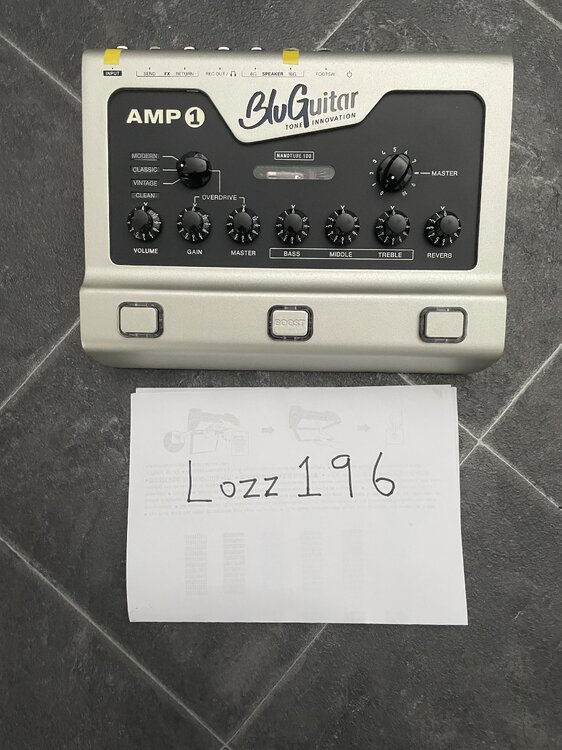 INPUT SEND FX RETURN REC OUT / 8Ω SPEAKER 16Ω FOOTSW.
AMP 1 BluGuitar
TONE INNOVATION
NANOTUBE 100
MODERN
CLASSIC
VINTAGE
CLEAN
MASTER
OVERDRIVE
VOLUME GAIN MASTER BASS MIDDLE TREBLE REVERB
BOOST
Lozz 196